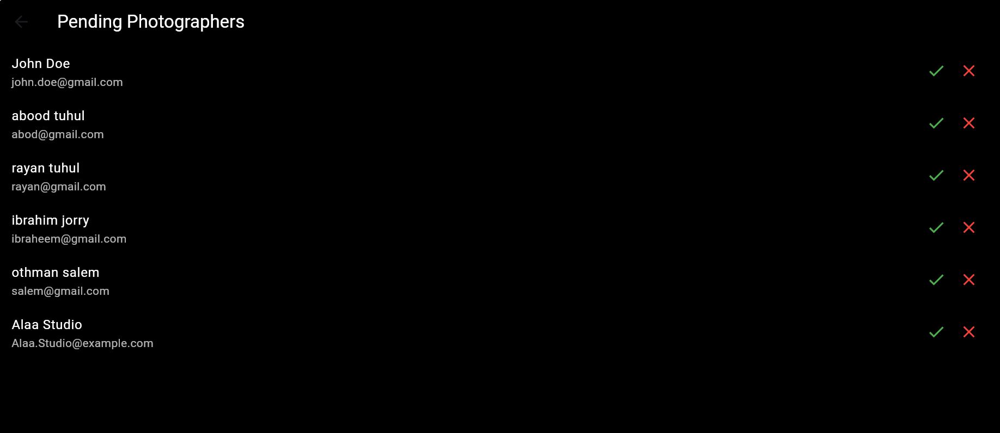 Pending Photographers
John Doe
john.doe@gmail.com
abood tuhul
abod@gmail.com
rayan tuhul
rayan@gmail.com
ibrahim jorry
ibraheem@gmail.com
othman salem
salem@gmail.com
Alaa Studio
Alaa.Studio@example.com